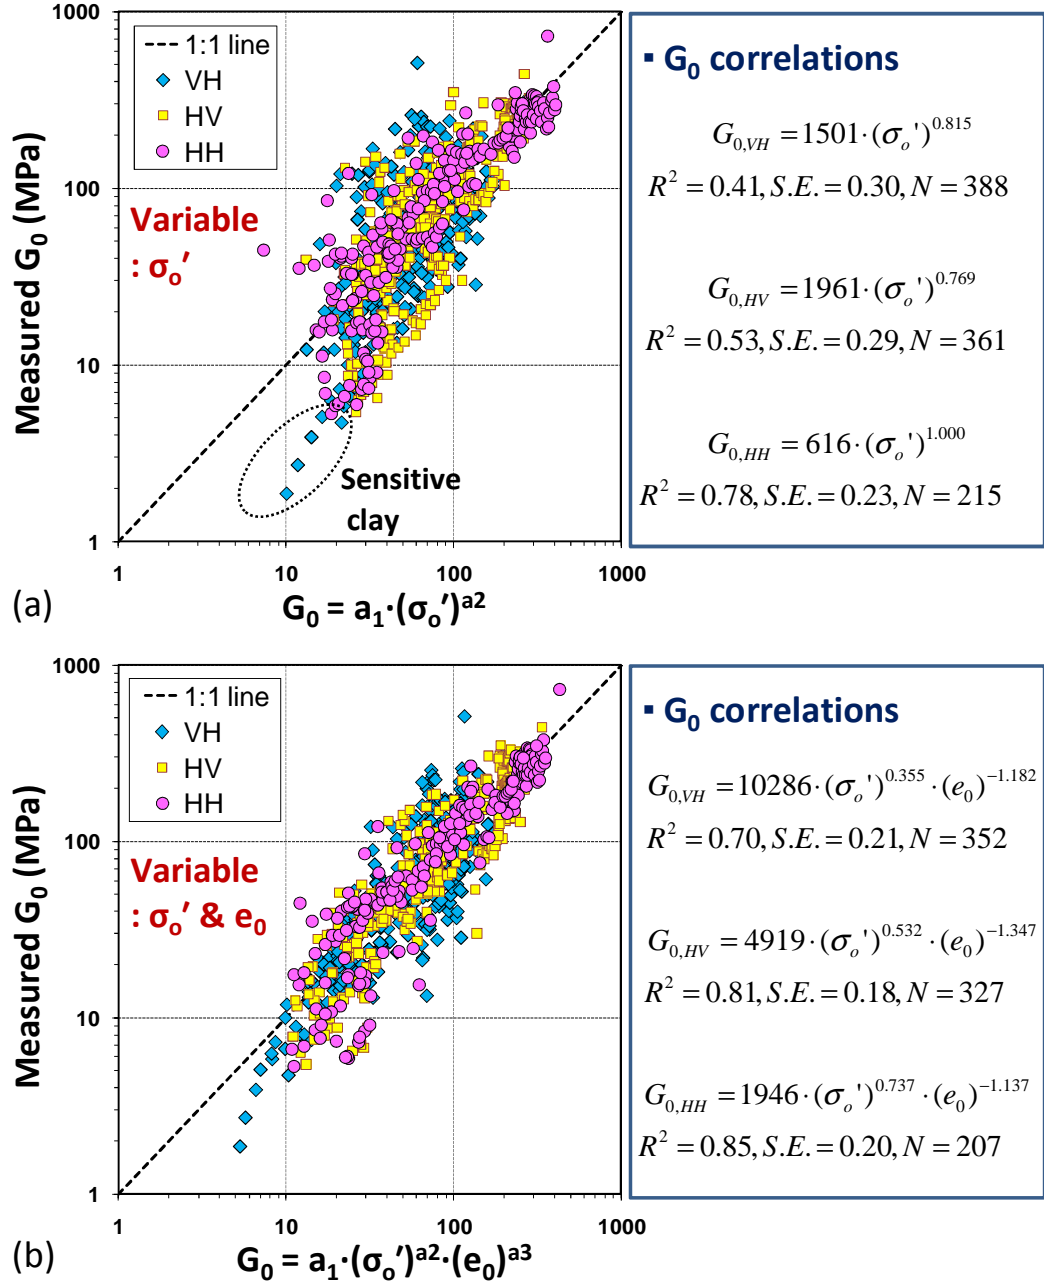 1000
100
10
1
Measured G₀ (MPa)
1:1 line
VH
HV
HH
Variable
: σₒ′
Sensitive
clay
1
10
100
1000
(a)
G₀ = a₁·(σₒ′)ᵃ²
▪ G₀ correlations
G₀,VH = 1501·(σₒ')^0.815
R² = 0.41, S.E. = 0.30, N = 388
G₀,HV = 1961·(σₒ')^0.769
R² = 0.53, S.E. = 0.29, N = 361
G₀,HH = 616·(σₒ')^1.000
R² = 0.78, S.E. = 0.23, N = 215
1000
100
10
1
Measured G₀ (MPa)
1:1 line
VH
HV
HH
Variable
: σₒ′ & e₀
1
10
100
1000
(b)
G₀ = a₁·(σₒ′)ᵃ²·(e₀)ᵃ³
▪ G₀ correlations
G₀,VH = 10286·(σₒ')^0.355·(e₀)^−1.182
R² = 0.70, S.E. = 0.21, N = 352
G₀,HV = 4919·(σₒ')^0.532·(e₀)^−1.347
R² = 0.81, S.E. = 0.18, N = 327
G₀,HH = 1946·(σₒ')^0.737·(e₀)^−1.137
R² = 0.85, S.E. = 0.20, N = 207